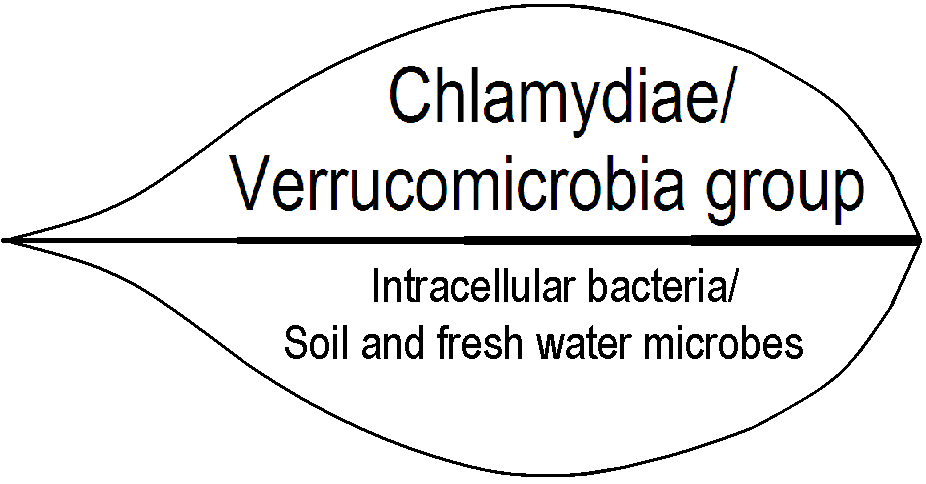 Chlamydiae/
Verrucomicrobia group
Intracellular bacteria/
Soil and fresh water microbes